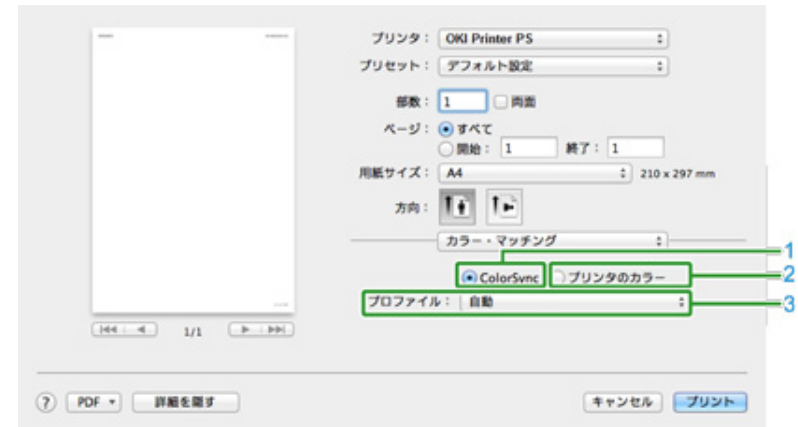 プリンタ： OKI Printer PS
プリセット： デフォルト設定
部数： 1 両面
ページ： すべて
開始： 1 終了： 1
用紙サイズ： A4 210 x 297 mm
方向：
カラー・マッチング
1
ColorSync プリンタのカラー 2
プロファイル： 自動 3
1/1
? PDF 詳細を隠す キャンセル プリント